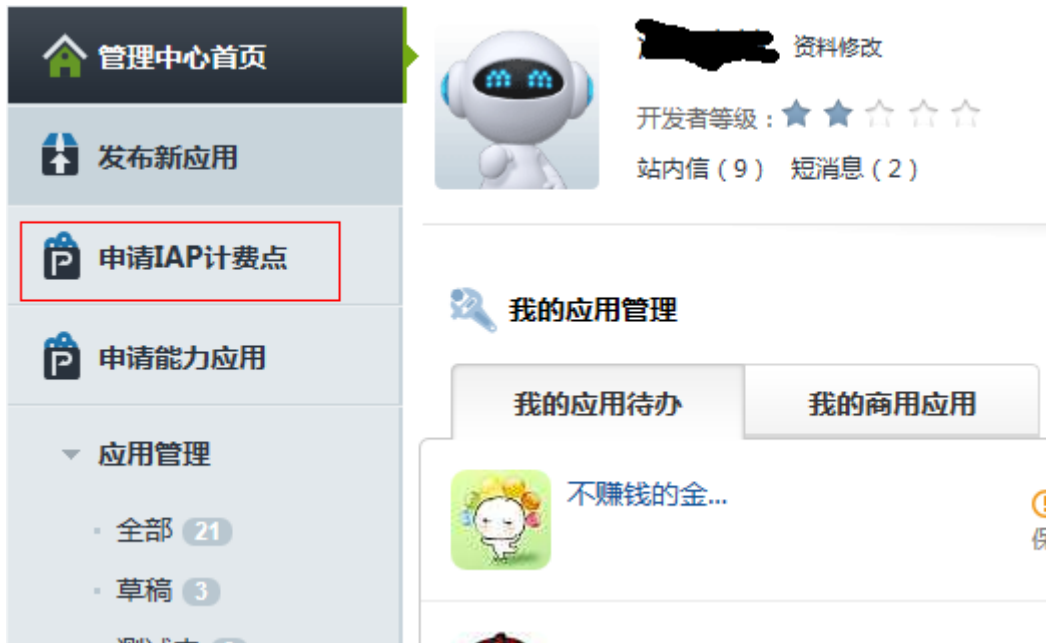 管理中心首页
发布新应用
申请IAP计费点
申请能力应用
应用管理
全部 21
草稿 3
资料修改
开发者等级：
站内信（9） 短消息（2）
我的应用管理
我的应用待办 我的商用应用
不赚钱的金...